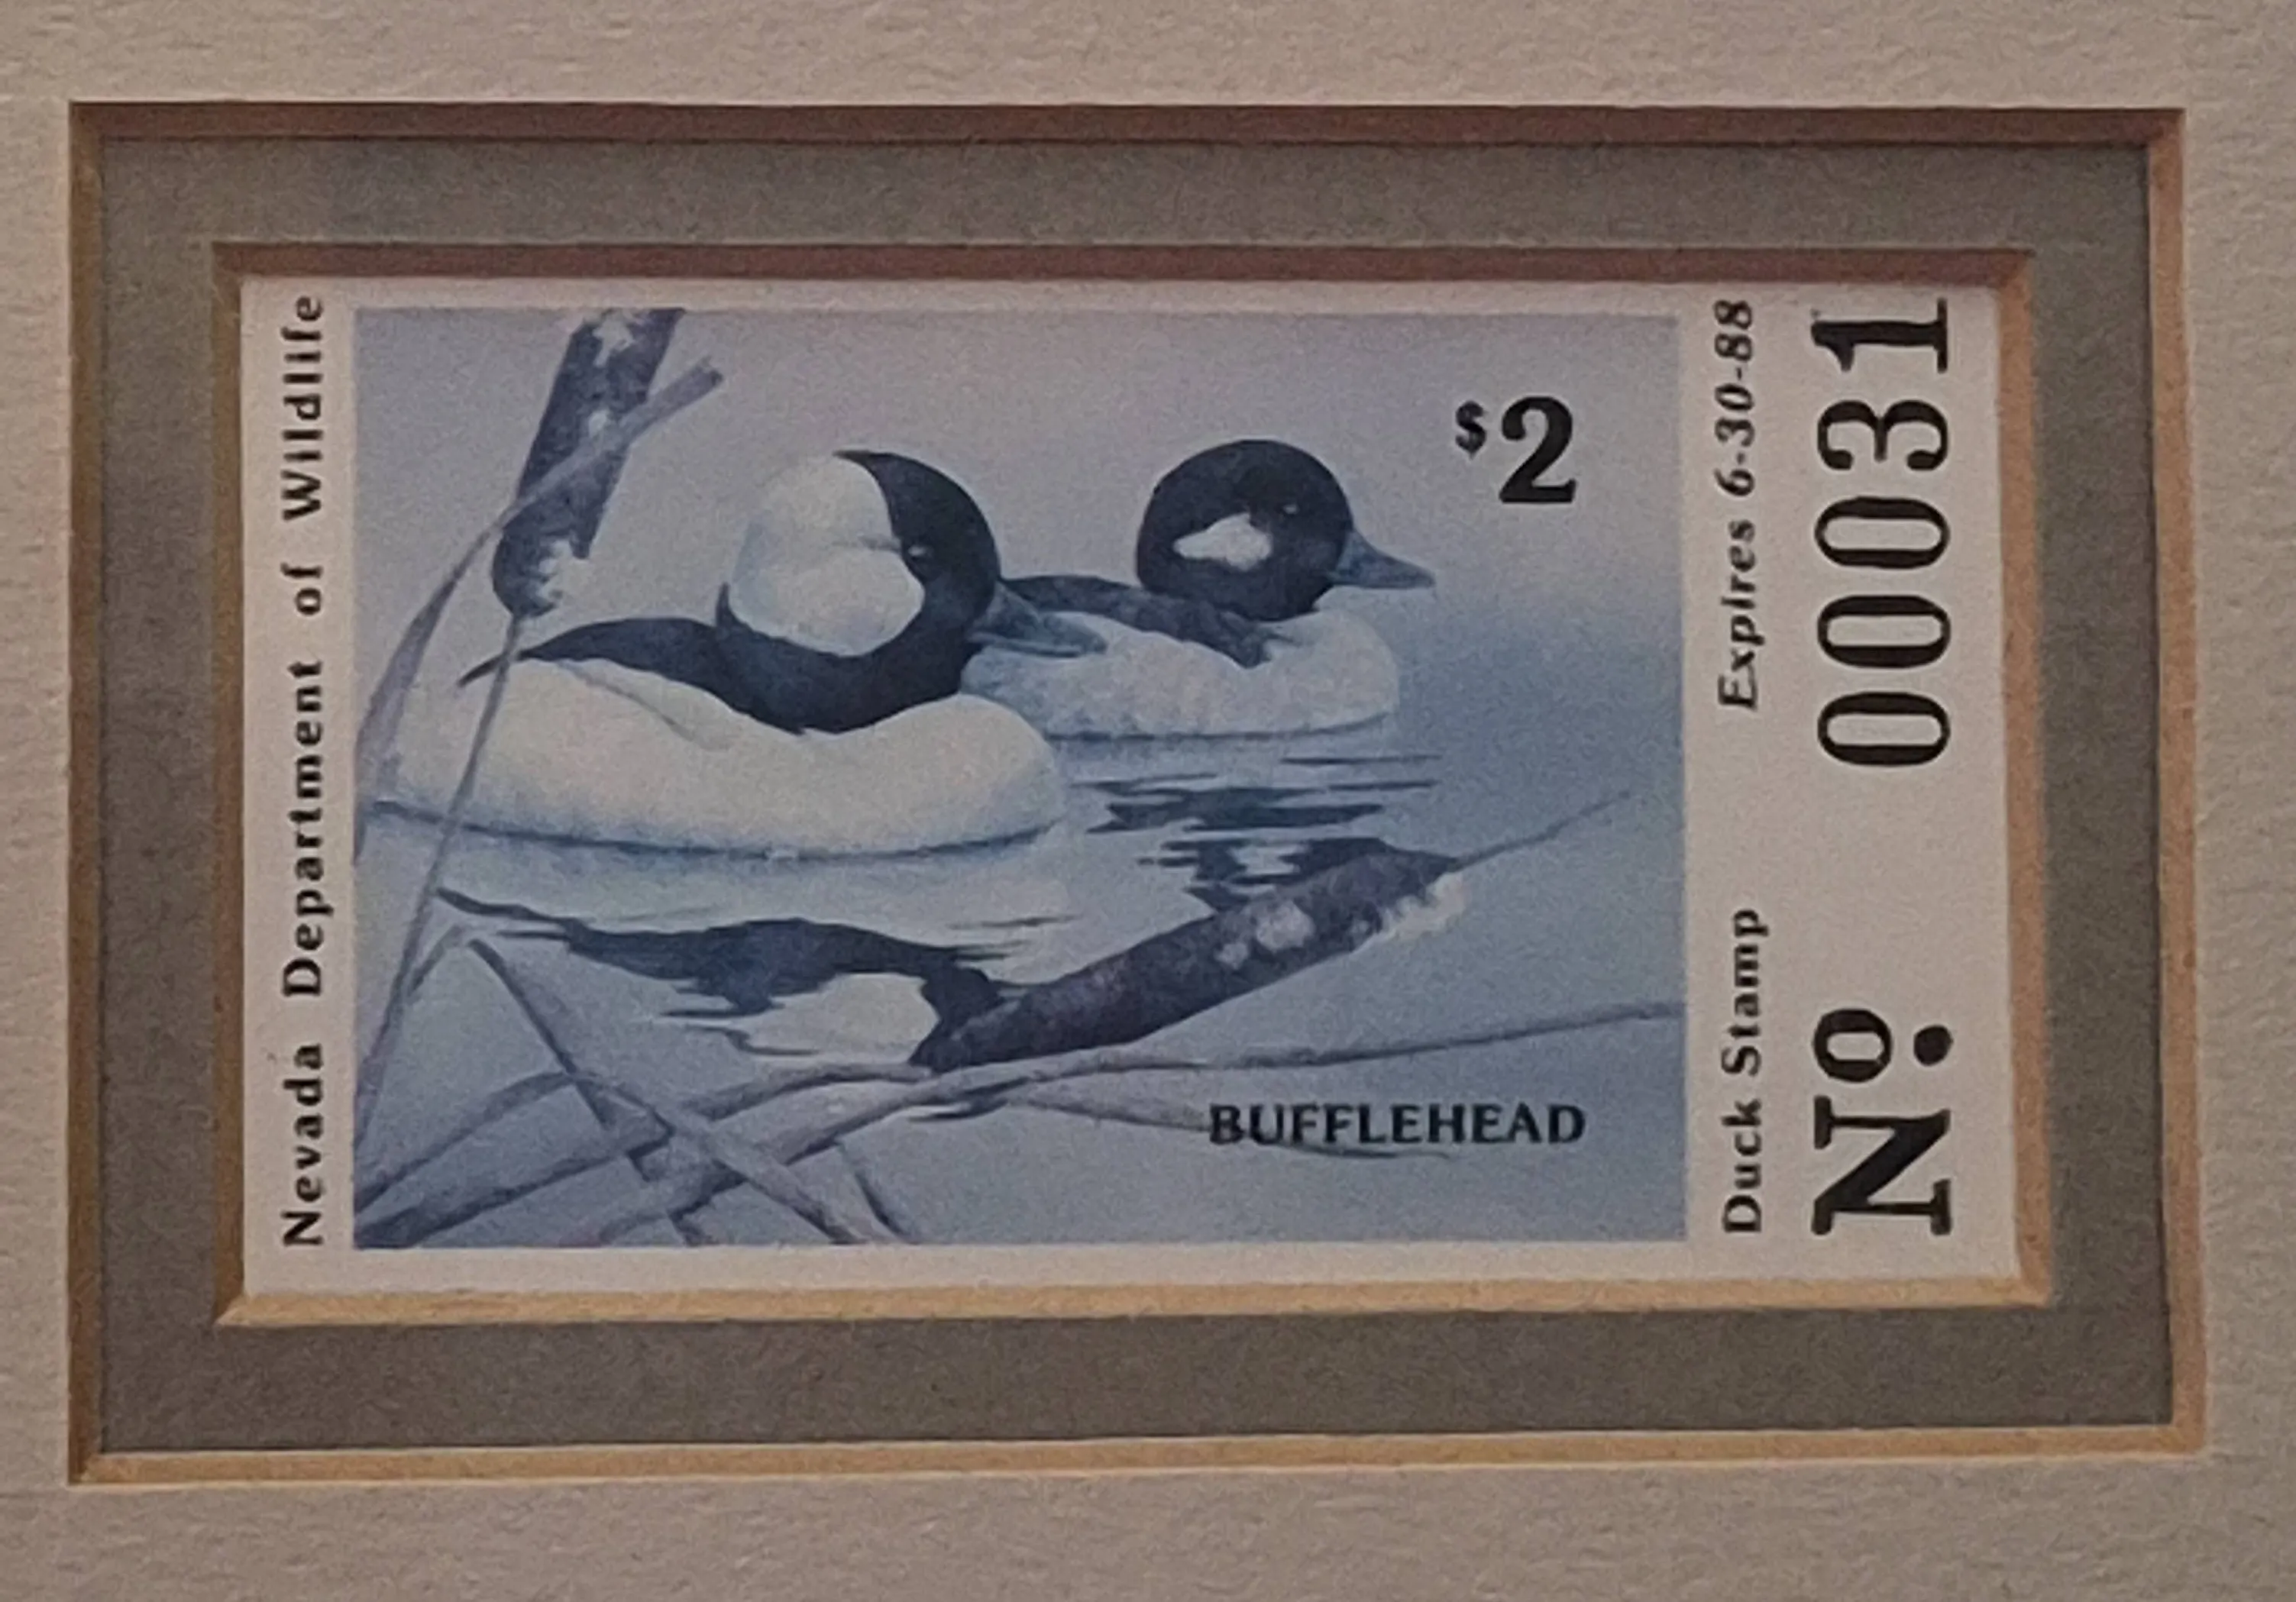 Nevada Department of Wildlife
$2
BUFFLEHEAD
Duck Stamp Expires 6-30-88
Nº 00031